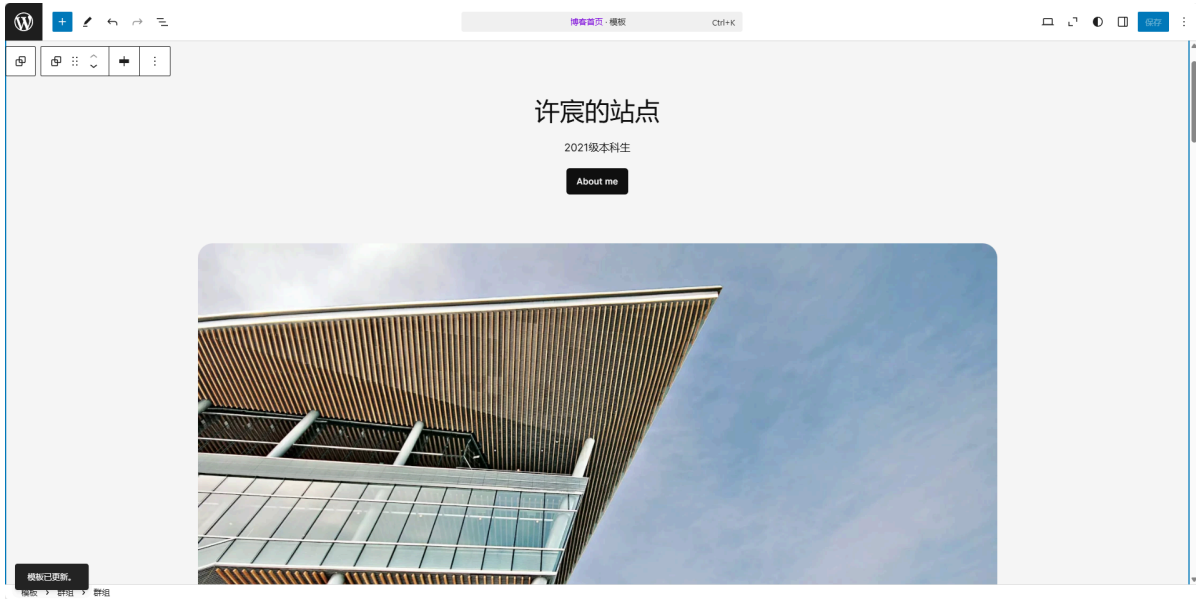 博客首页 · 模板 Ctrl+K
保存
许宸的站点
2021级本科生
About me
模板已更新。
模板 > 群组 > 群组